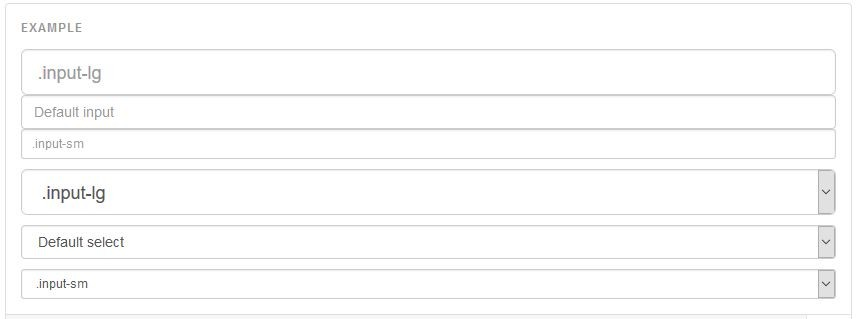 EXAMPLE
.input-lg
Default input
.input-sm
.input-lg
Default select
.input-sm